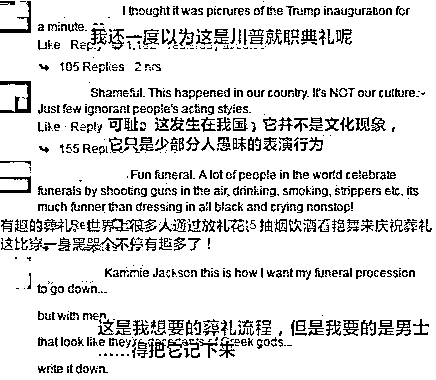 I thought it was pictures of the Trump inauguration for
a minute.
我还一度以为这是川普就职典礼呢
Like Reply
105 Replies 2 hrs
Shameful. This happened in our country. It's NOT our culture.
Just few ignorant people's acting styles.
Like Reply 可耻。这发生在我国，它并不是文化现象，
155 Replies 它只是少部分人愚昧的表演行为
Fun funeral. A lot of people in the world celebrate
funerals by shooting guns in the air, drinking, smoking, strippers etc, its
much funner than dressing in all black and crying nonstop!
有趣的葬礼 世界上很多人通过放礼花 抽烟饮酒看艳舞来庆祝葬礼
这比穿一身黑哭个不停有趣多了！
Kammie Jackson this is how I want my funeral procession
to go down...
but with men
这是我想要的葬礼流程，但是我要的是男士
that look like they're decendants of Greek gods...
......得把它记下来
write it down.